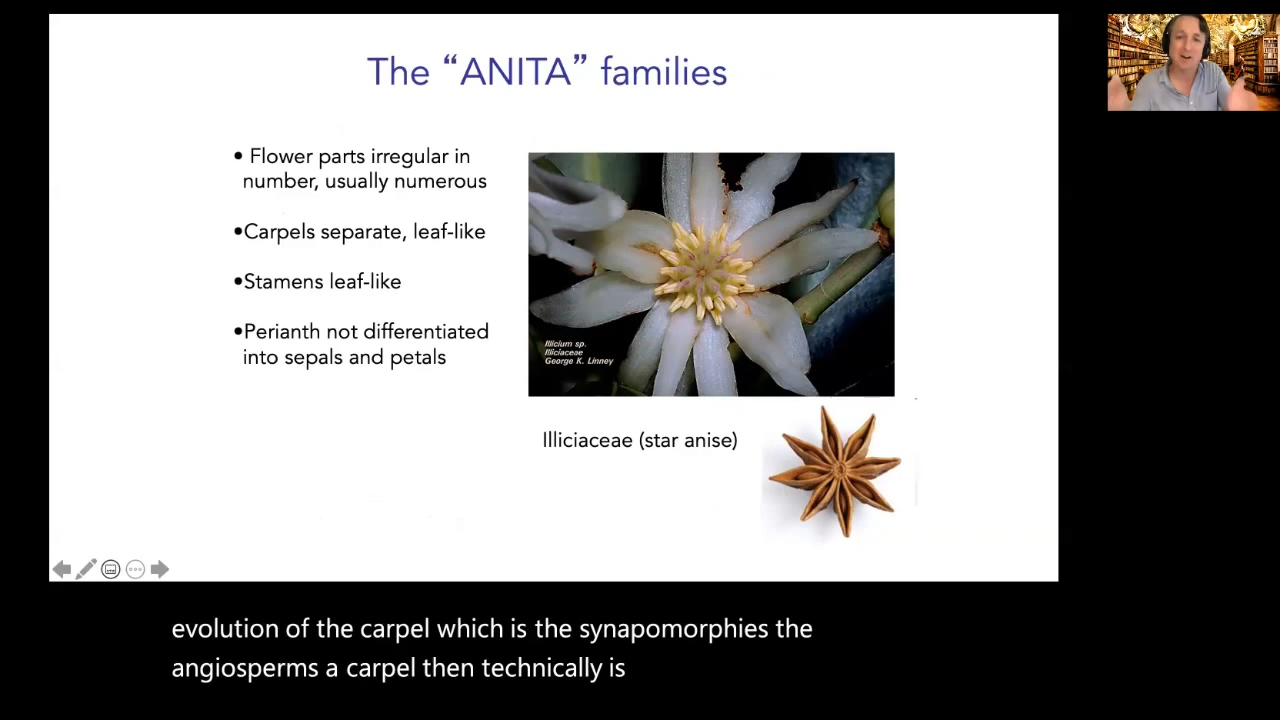 The “ANITA” families
• Flower parts irregular in
number, usually numerous
•Carpels separate, leaf-like
•Stamens leaf-like
•Perianth not differentiated
into sepals and petals
Illicium sp.
Illiciaceae
George K. Linney
Illiciaceae (star anise)
evolution of the carpel which is the synapomorphies the
angiosperms a carpel then technically is